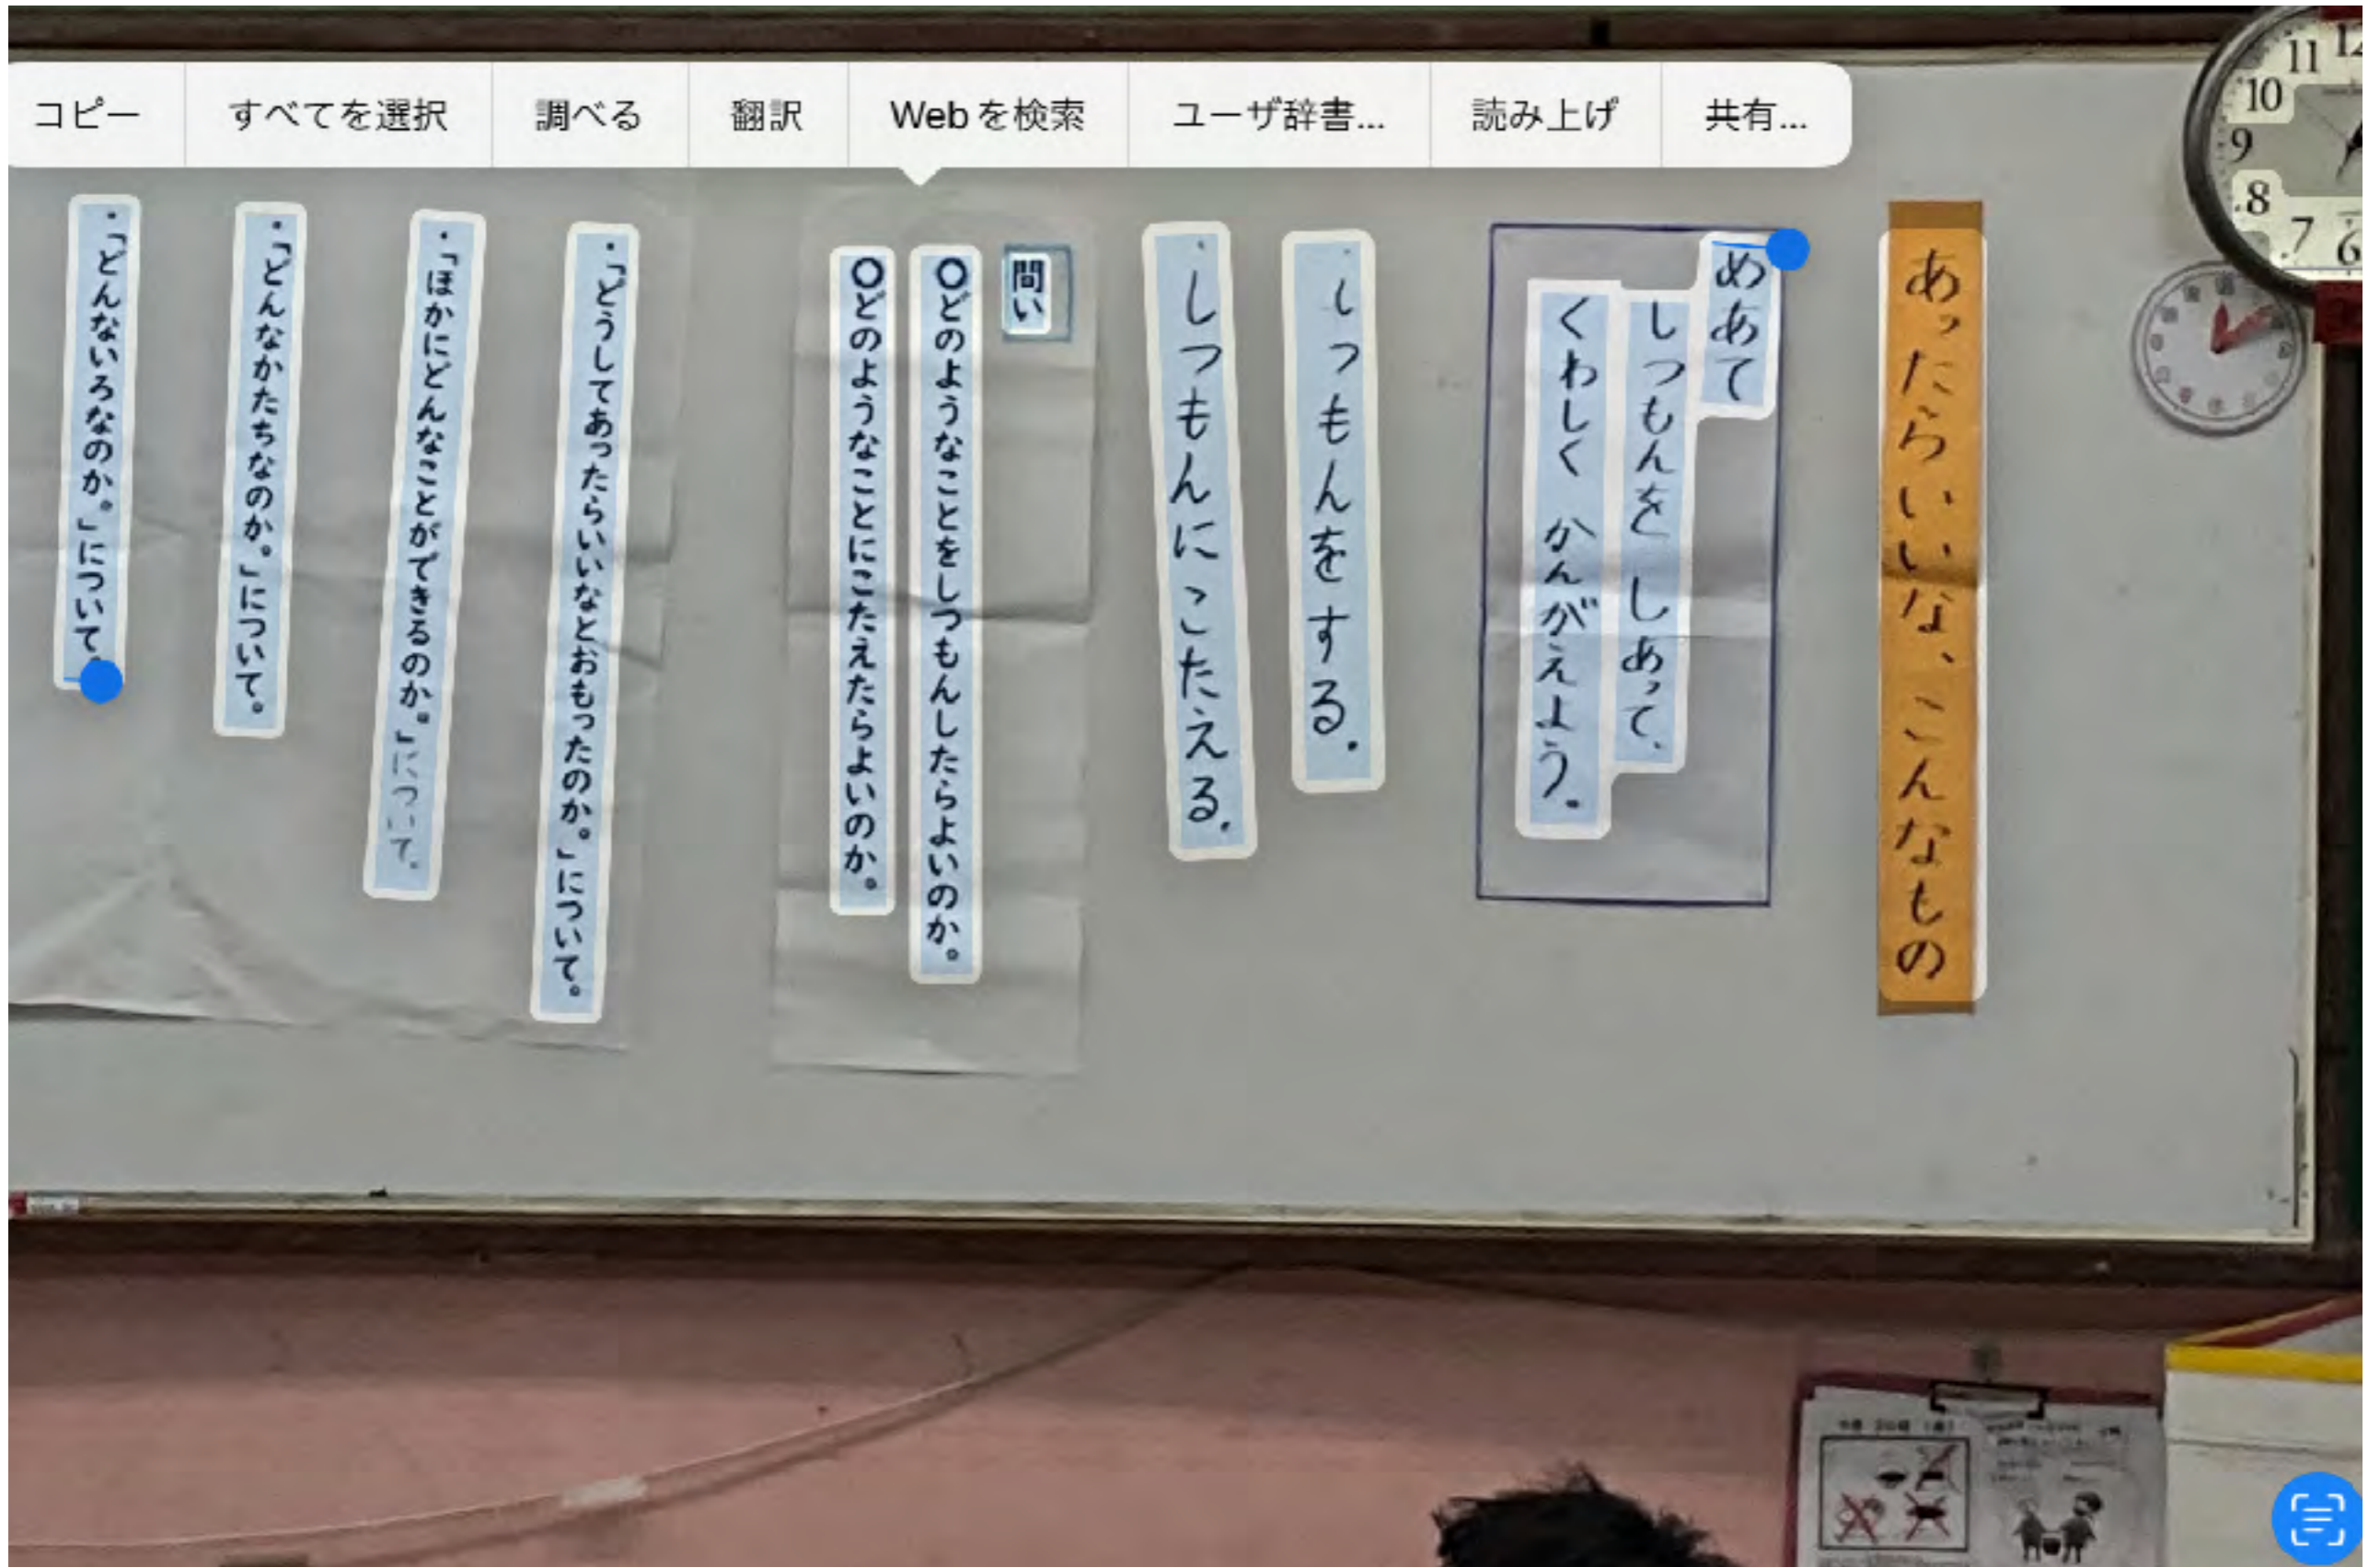 コピー
すべてを選択
調べる
翻訳
Webを検索
ユーザ辞書...
読み上げ
共有...
あったらいいな、こんなもの
めあて
しつもんを しあって、
くわしく かんがえよう。
・しつもんをする。
・しつもんにこたえる。
問い
○どのようなことをしつもんしたらよいのか。
○どのようなことにこたえたらよいのか。
・「どうしてあったらいいなとおもったのか。」について。
・「ほかにどんなことができるのか。」について。
・「どんなかたちなのか。」について。
・「どんないろなのか。」について。
12
11
10
9
8
7
6